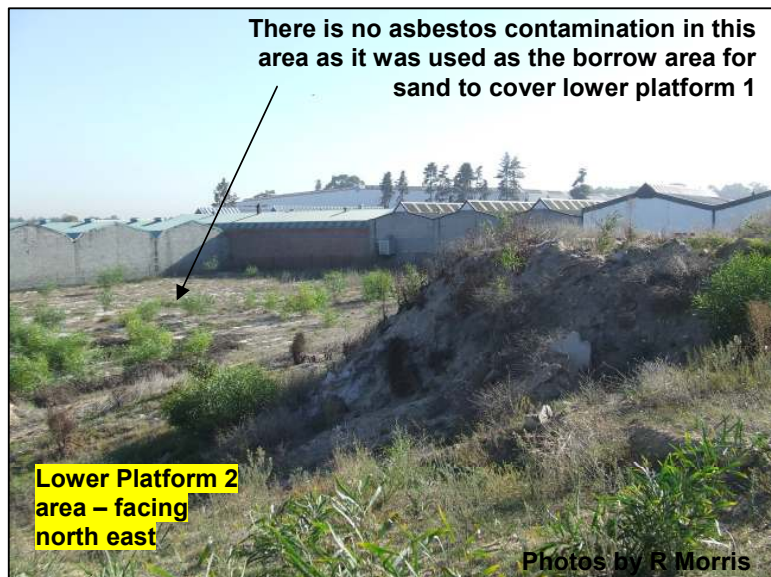 There is no asbestos contamination in this
area as it was used as the borrow area for
sand to cover lower platform 1
Lower Platform 2
area – facing
north east
Photos by R Morris